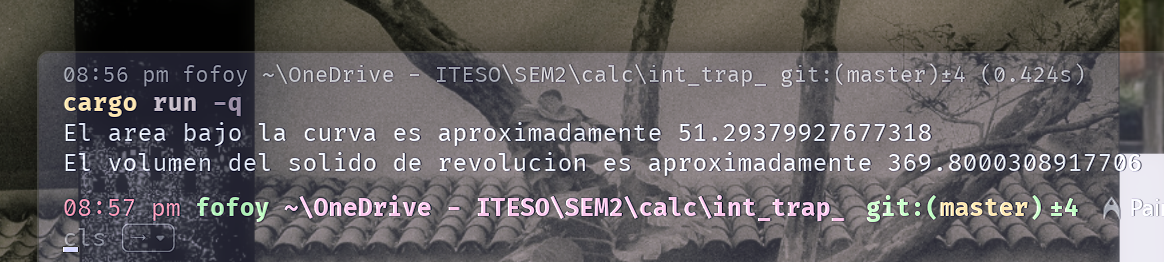 08:56 pm fofoy ~\OneDrive - ITESO\SEM2\calc\int_trap_ git:(master)±4 (0.424s)
cargo run -q
El area bajo la curva es aproximadamente 51.29379927677318
El volumen del solido de revolucion es aproximadamente 369.8000308917706
08:57 pm fofoy ~\OneDrive - ITESO\SEM2\calc\int_trap_ git:(master)±4
cls